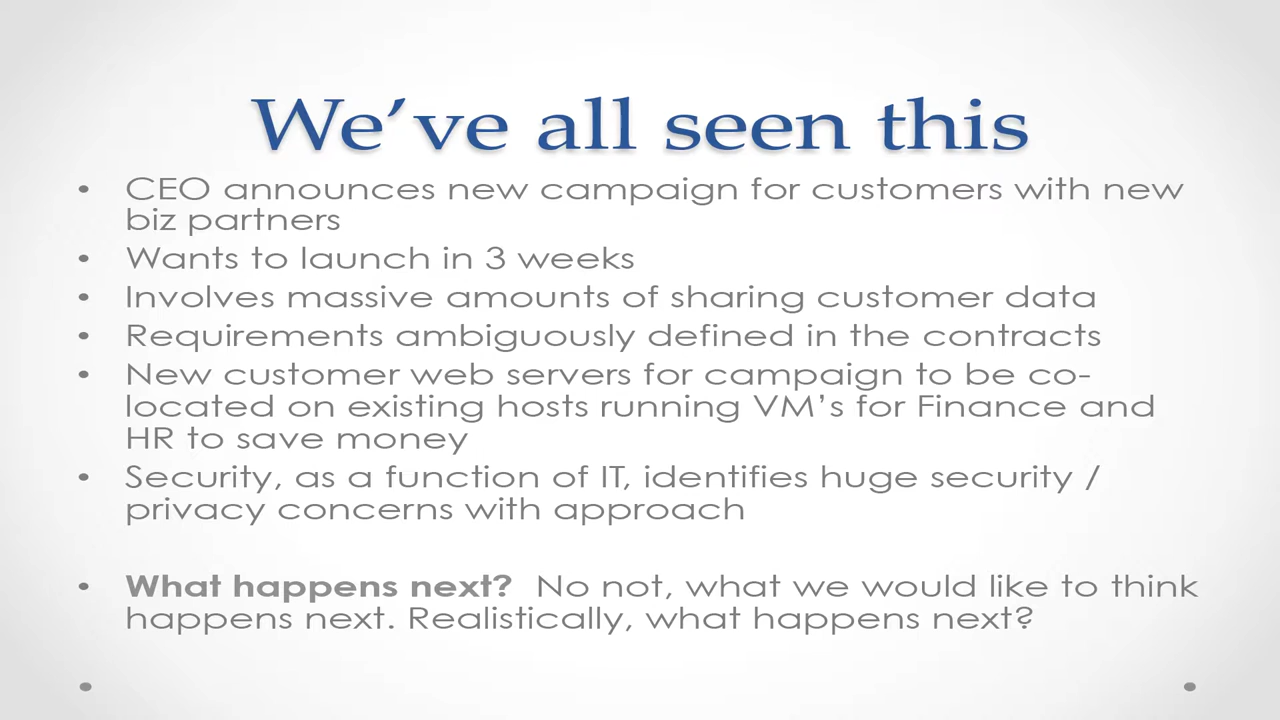 We’ve all seen this
• CEO announces new campaign for customers with new
biz partners
• Wants to launch in 3 weeks
• Involves massive amounts of sharing customer data
• Requirements ambiguously defined in the contracts
• New customer web servers for campaign to be co-
located on existing hosts running VM’s for Finance and
HR to save money
• Security, as a function of IT, identifies huge security /
privacy concerns with approach
• What happens next? No not, what we would like to think
happens next. Realistically, what happens next?